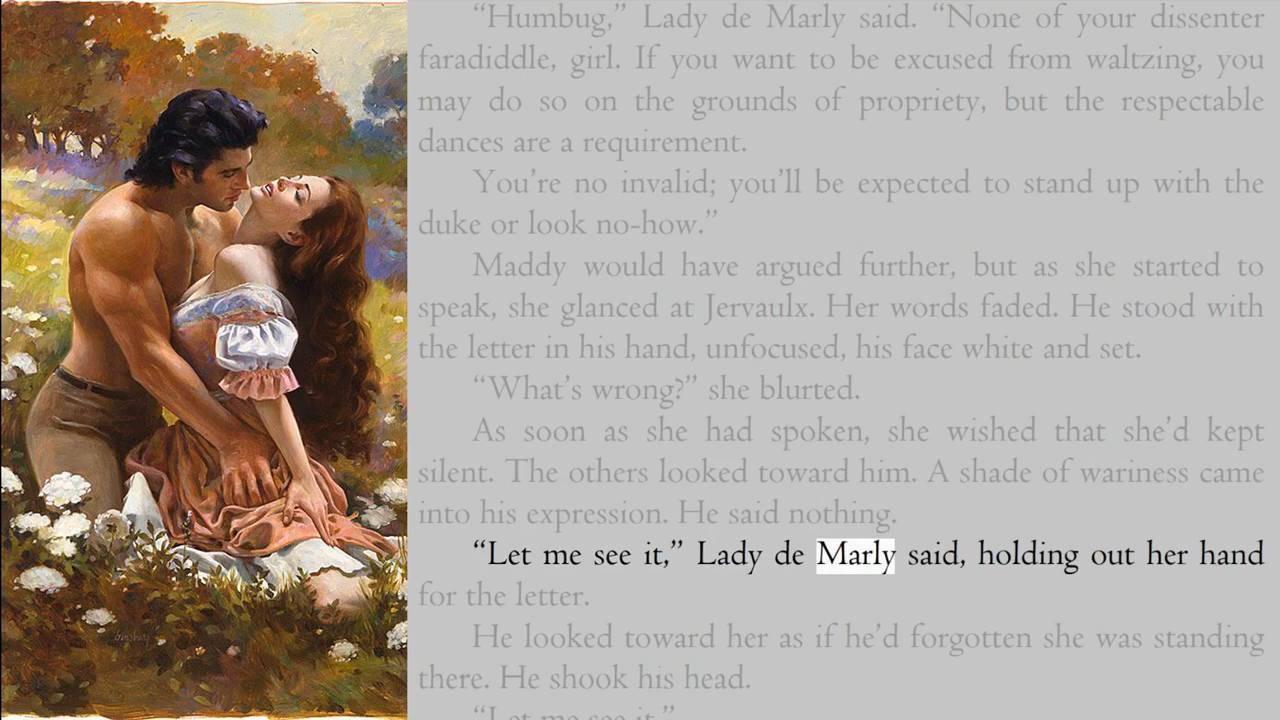 “Humbug,” Lady de Marly said. “None of your dissenter
faradiddle, girl. If you want to be excused from waltzing, you
may do so on the grounds of propriety, but the respectable
dances are a requirement.
You’re no invalid; you’ll be expected to stand up with the
duke or look no-how.”
Maddy would have argued further, but as she started to
speak, she glanced at Jervaulx. Her words faded. He stood with
the letter in his hand, unfocused, his face white and set.
“What’s wrong?” she blurted.
As soon as she had spoken, she wished that she’d kept
silent. The others looked toward him. A shade of wariness came
into his expression. He said nothing.
“Let me see it,” Lady de Marly said, holding out her hand
for the letter.
He looked toward her as if he’d forgotten she was standing
there. He shook his head.
“Let me see it.”